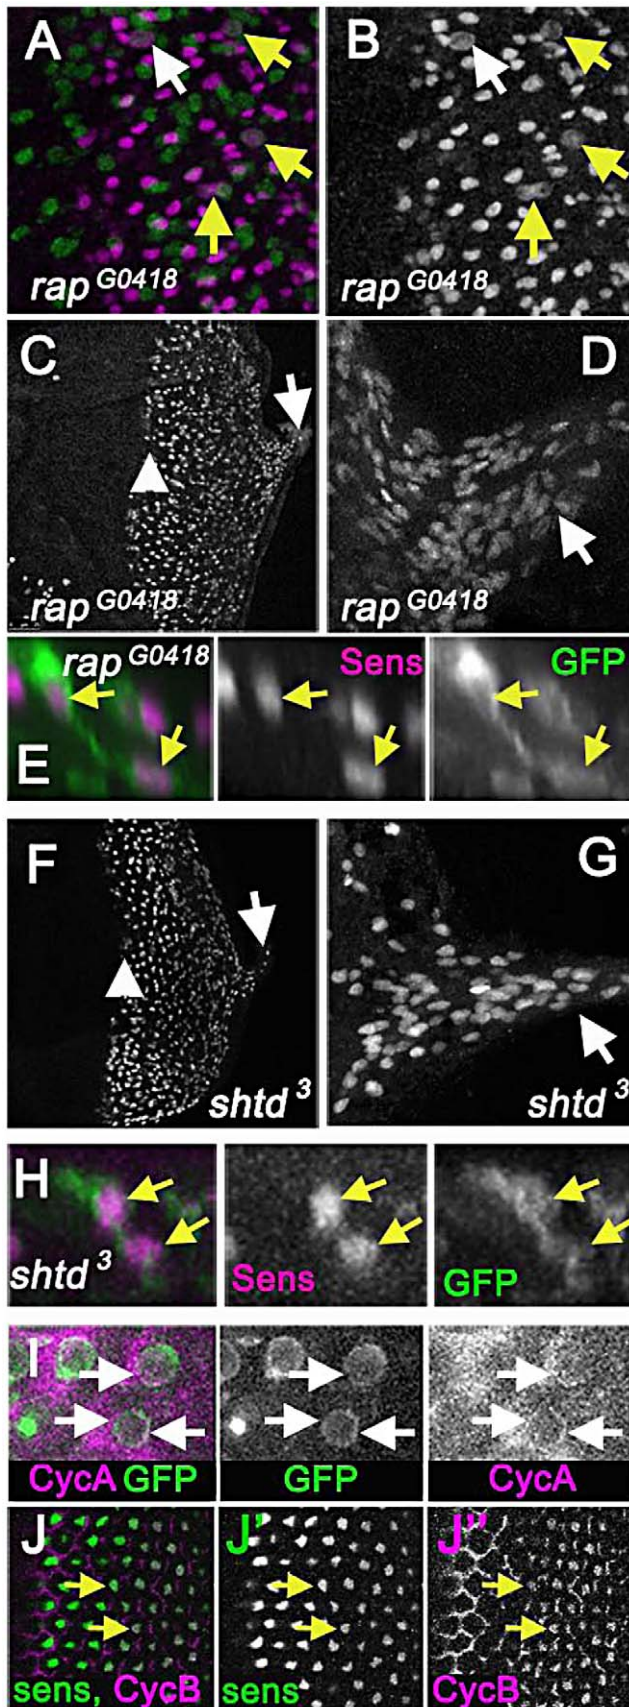 A
B
rap G0418
rap G0418
C
D
rap G0418
rap G0418
rap G0418
Sens
GFP
E
F
G
shtd 3
shtd 3
H
shtd 3
Sens
GFP
I
CycA GFP
GFP
CycA
J
J'
J"
sens, CycB
sens
CycB